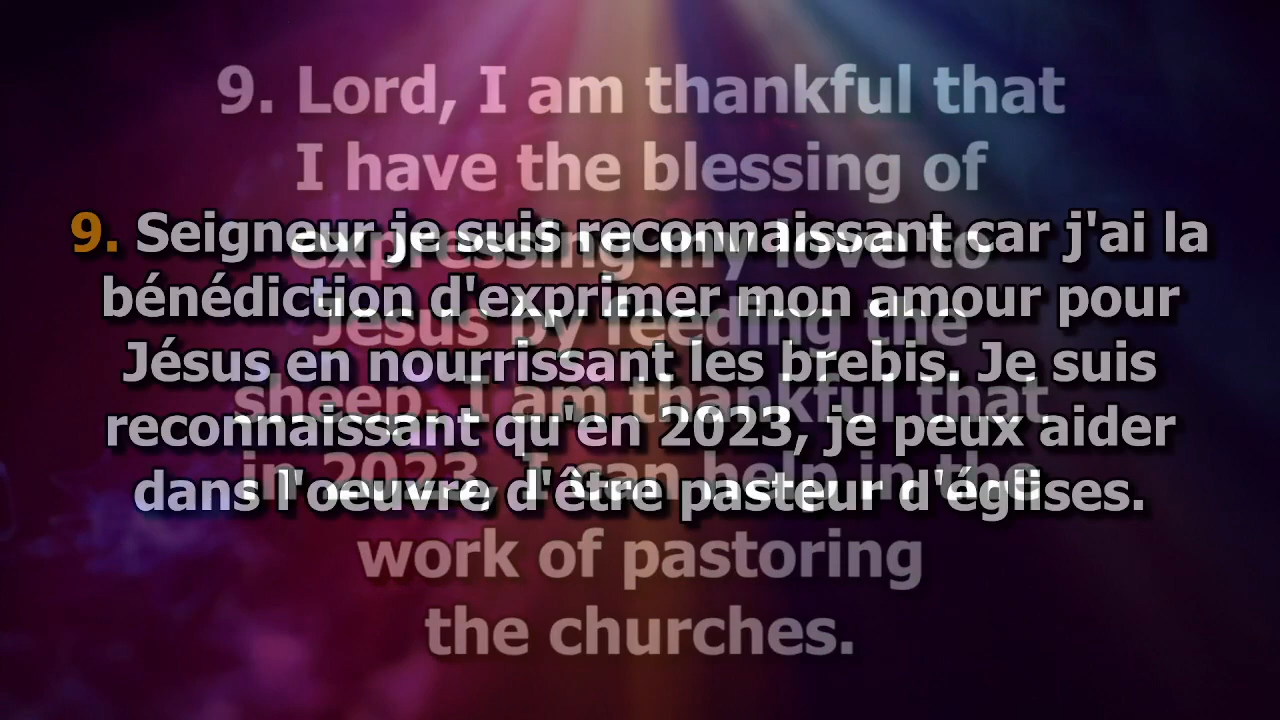 9. Lord, I am thankful that
I have the blessing of
expressing my love to
Jesus by feeding the
sheep. I am thankful that
in 2023, I can help in the
work of pastoring
the churches.
9. Seigneur je suis reconnaissant car j'ai la
bénédiction d'exprimer mon amour pour
Jésus en nourrissant les brebis. Je suis
reconnaissant qu'en 2023, je peux aider
dans l'oeuvre d'être pasteur d'églises.